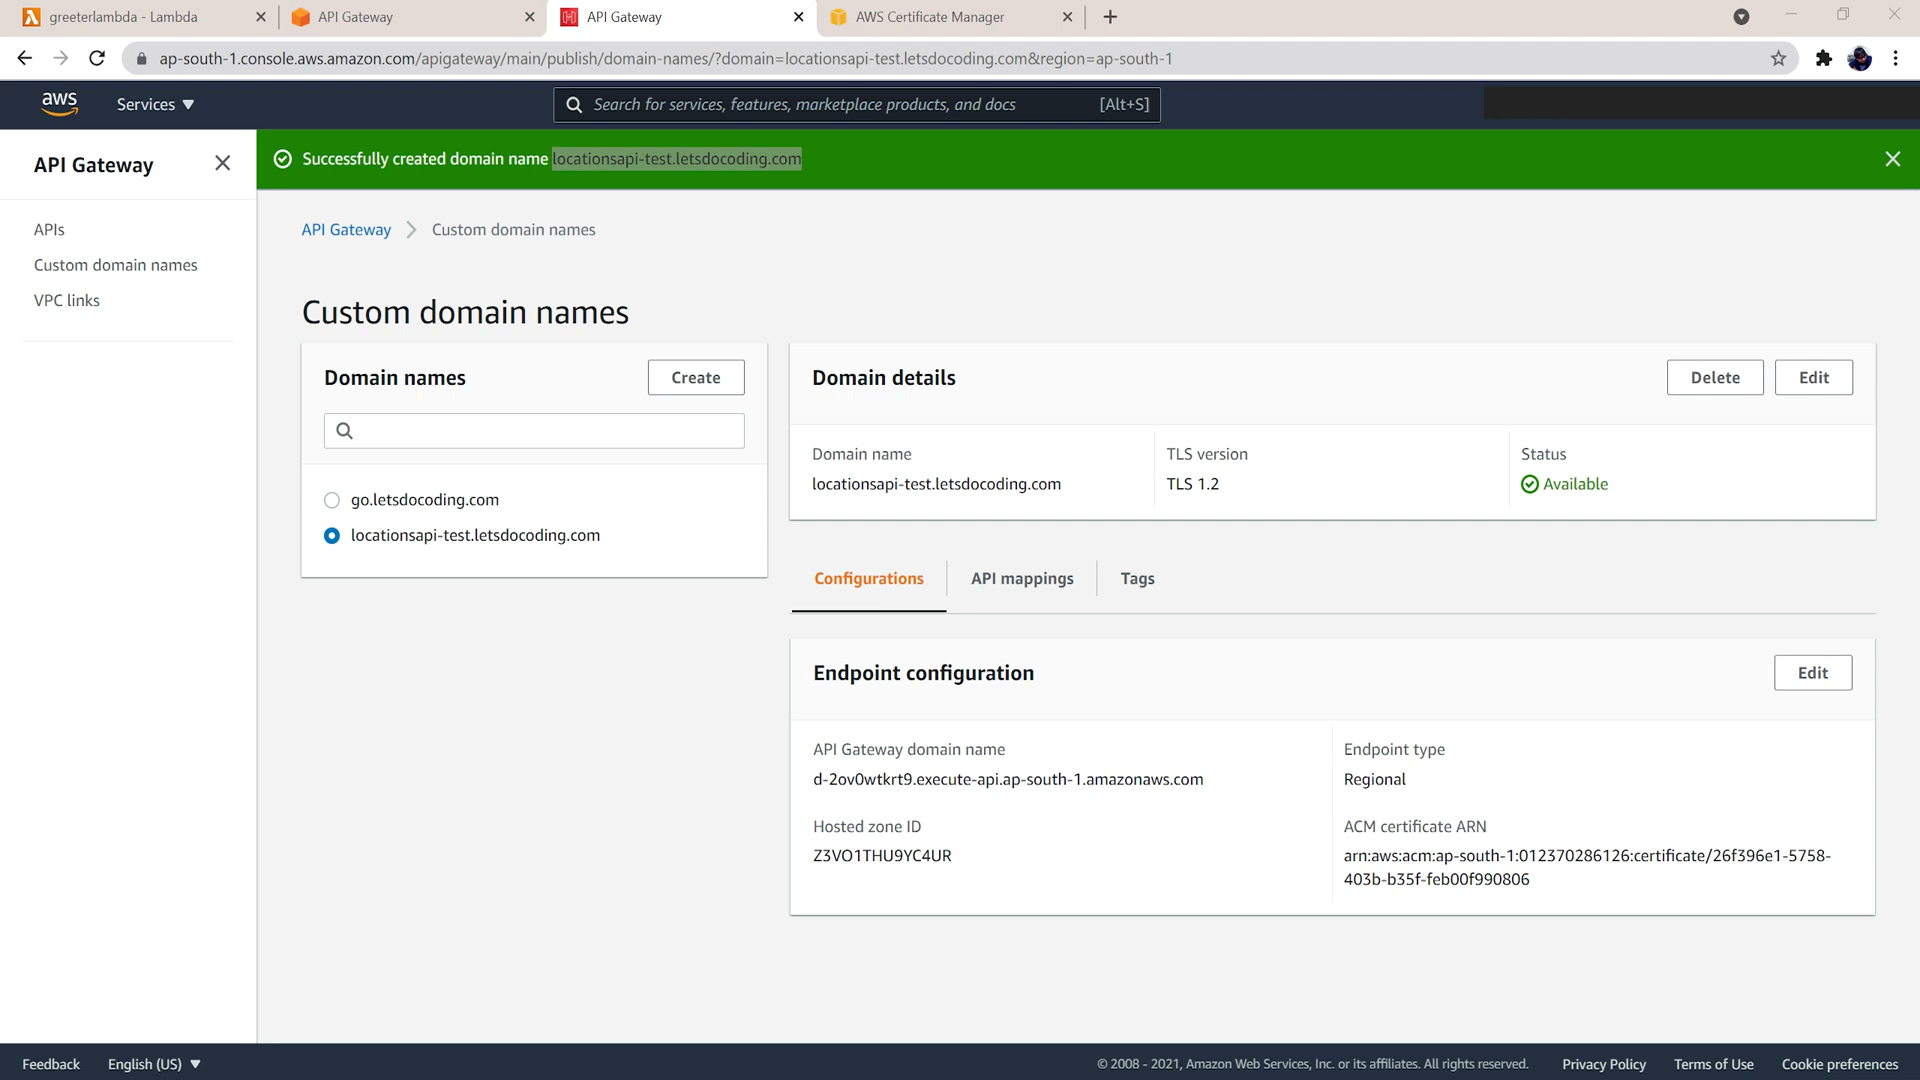 greeterlambda - Lambda
API Gateway
API Gateway
AWS Certificate Manager
ap-south-1.console.aws.amazon.com/apigateway/main/publish/domain-names/?domain=locationsapi-test.letsdocoding.com&region=ap-south-1
aws
Services
Search for services, features, marketplace products, and docs
[Alt+S]
API Gateway
APIs
Custom domain names
VPC links
Successfully created domain name locationsapi-test.letsdocoding.com
API Gateway
Custom domain names
Custom domain names
Domain names
Create
go.letsdocoding.com
locationsapi-test.letsdocoding.com
Domain details
Delete
Edit
Domain name
locationsapi-test.letsdocoding.com
TLS version
TLS 1.2
Status
Available
Configurations
API mappings
Tags
Endpoint configuration
Edit
API Gateway domain name
d-2ov0wtkrt9.execute-api.ap-south-1.amazonaws.com
Endpoint type
Regional
Hosted zone ID
Z3VO1THU9YC4UR
ACM certificate ARN
arn:aws:acm:ap-south-1:012370286126:certificate/26f396e1-5758-
403b-b35f-feb00f990806
Feedback
English (US)
© 2008 - 2021, Amazon Web Services, Inc. or its affiliates. All rights reserved.
Privacy Policy
Terms of Use
Cookie preferences